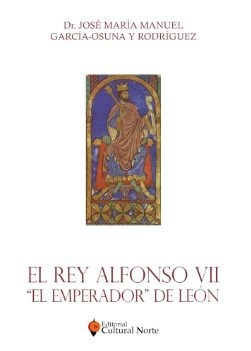 Dr. JOSÉ MARÍA MANUEL
GARCÍA-OSUNA Y RODRÍGUEZ
EL REY ALFONSO VII
“EL EMPERADOR” DE LEÓN
Editorial
Cultural Norte